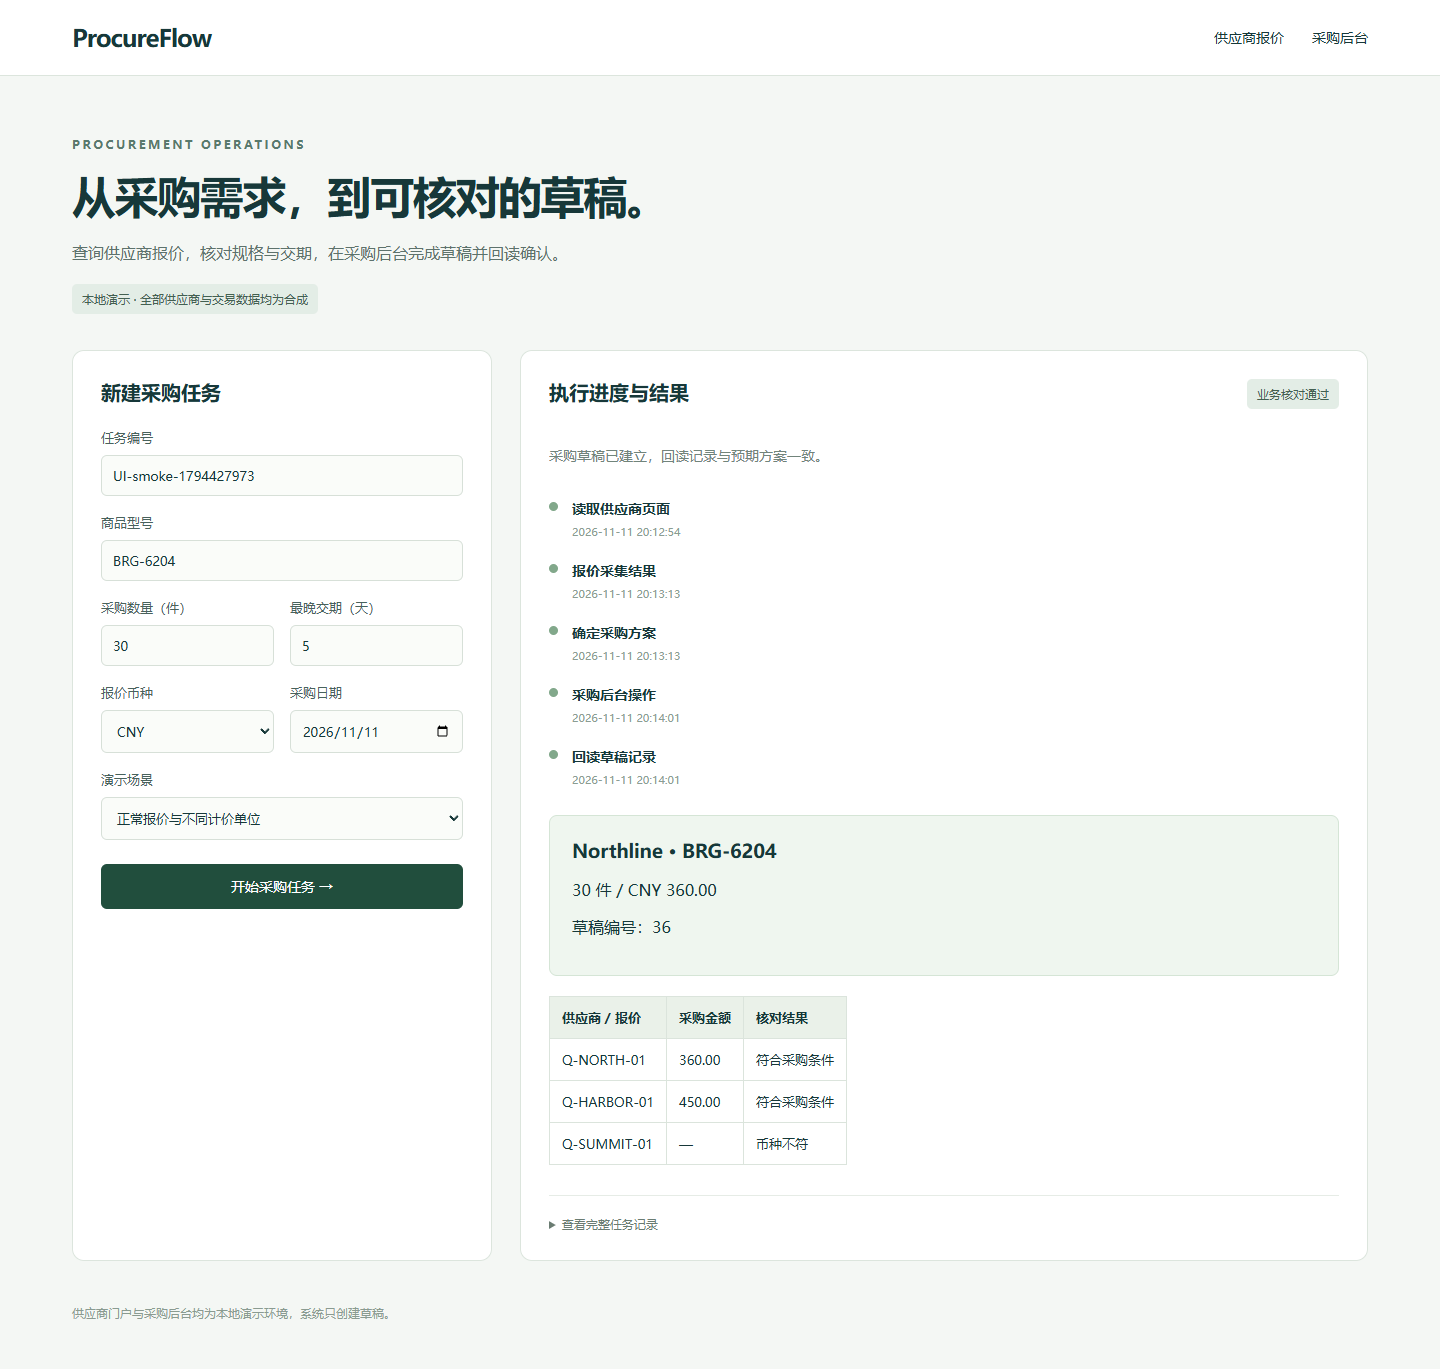 ProcureFlow
供应商报价 采购后台
PROCUREMENT OPERATIONS
从采购需求，到可核对的草稿。
查询供应商报价，核对规格与交期，在采购后台完成草稿并回读确认。
本地演示 · 全部供应商与交易数据均为合成
新建采购任务
任务编号
UI-smoke-1794427973
商品型号
BRG-6204
采购数量（件） 最晚交期（天）
30 5
报价币种 采购日期
CNY 2026/11/11
演示场景
正常报价与不同计价单位
开始采购任务 →
执行进度与结果
业务核对通过
采购草稿已建立，回读记录与预期方案一致。
读取供应商页面
2026-11-11 20:12:54
报价采集结果
2026-11-11 20:13:13
确定采购方案
2026-11-11 20:13:13
采购后台操作
2026-11-11 20:14:01
回读草稿记录
2026-11-11 20:14:01
Northline • BRG-6204
30 件 / CNY 360.00
草稿编号：36
供应商 / 报价 采购金额 核对结果
Q-NORTH-01 360.00 符合采购条件
Q-HARBOR-01 450.00 符合采购条件
Q-SUMMIT-01 — 币种不符
查看完整任务记录
供应商门户与采购后台均为本地演示环境，系统只创建草稿。